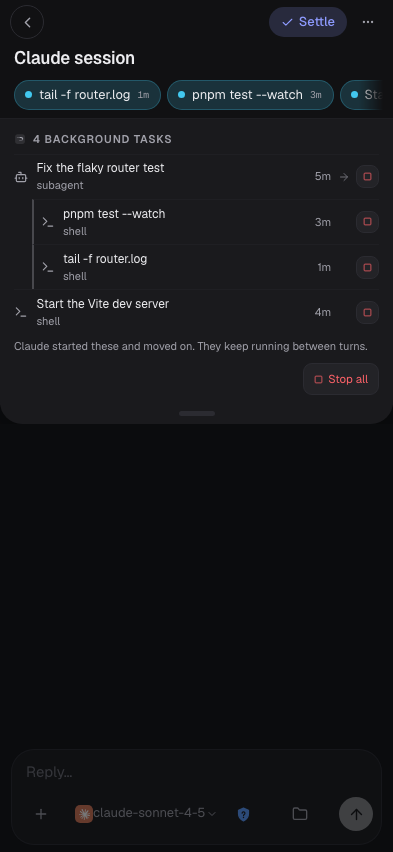 Settle
Claude session
tail -f router.log 1m
pnpm test --watch 3m
4 BACKGROUND TASKS
Fix the flaky router test
subagent
5m
pnpm test --watch
shell
3m
tail -f router.log
shell
1m
Start the Vite dev server
shell
4m
Claude started these and moved on. They keep running between turns.
Stop all
Reply...
claude-sonnet-4-5